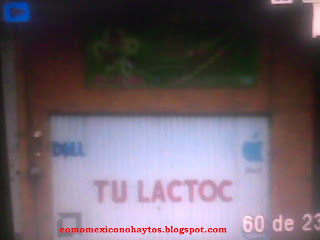 DELL
TU LACTOC
comomexiconohaytos.blogspot.com
60 de 23